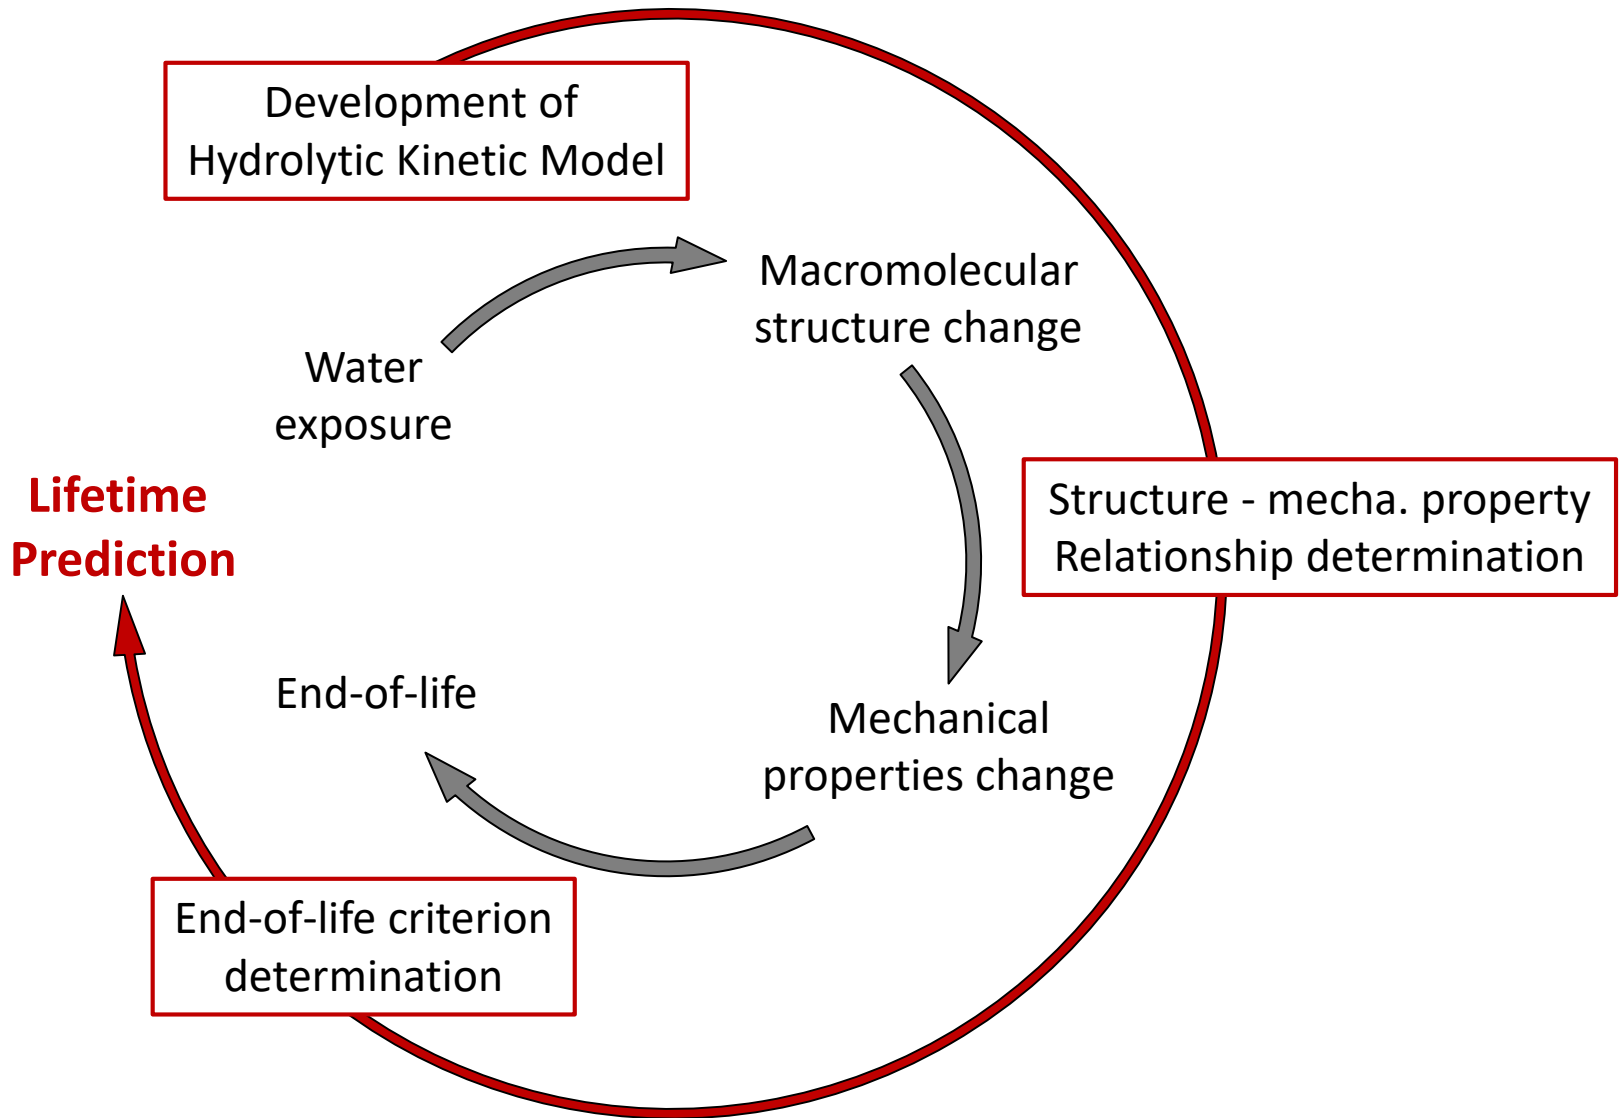 Development of
Hydrolytic Kinetic Model
Macromolecular
structure change
Water
exposure
Lifetime
Prediction
Structure - mecha. property
Relationship determination
End-of-life
Mechanical
properties change
End-of-life criterion
determination